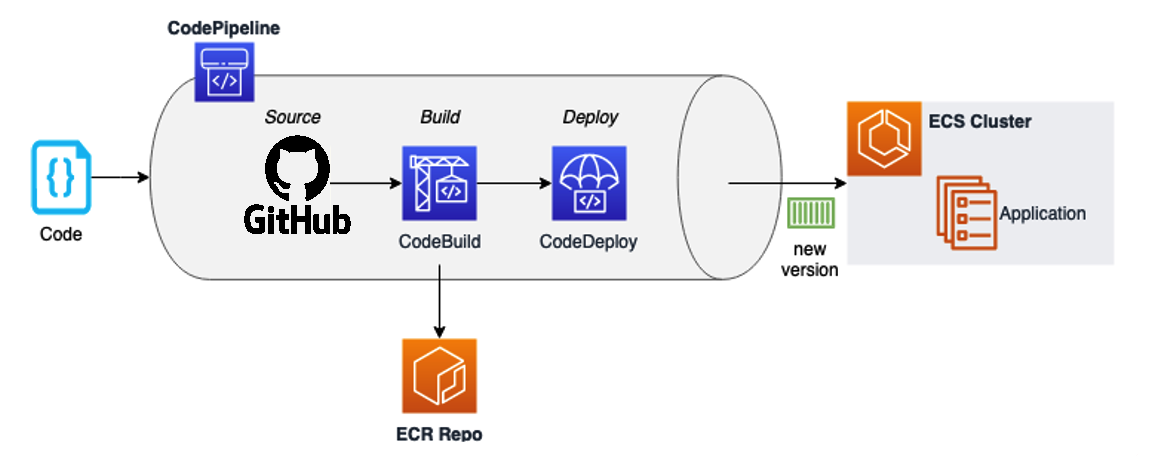 CodePipeline
Source
Build
Deploy
GitHub
CodeBuild
CodeDeploy
Code
new
version
ECS Cluster
Application
ECR Repo